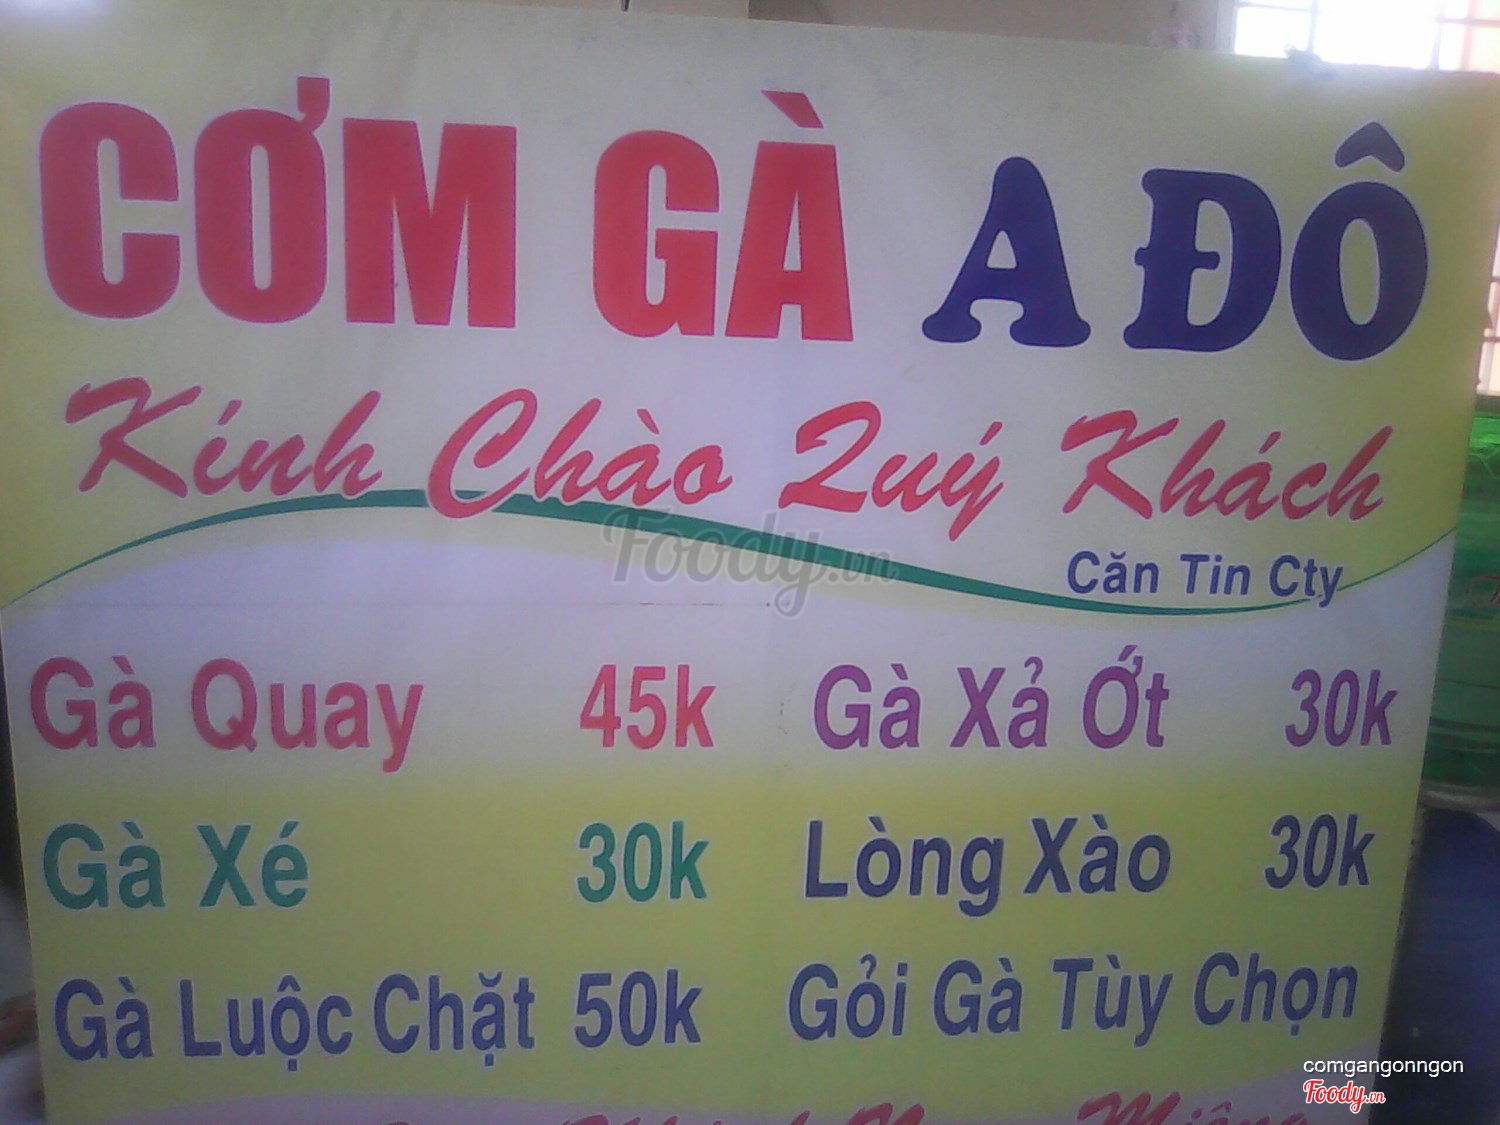 CƠM GÀ A ĐÔ
Kính Chào Quý Khách
Foody.vn
Căn Tin Cty
Gà Quay 45k Gà Xả Ớt 30k
Gà Xé 30k Lòng Xào 30k
Gà Luộc Chặt 50k Gỏi Gà Tùy Chọn
comgangonngon
Foody.vn